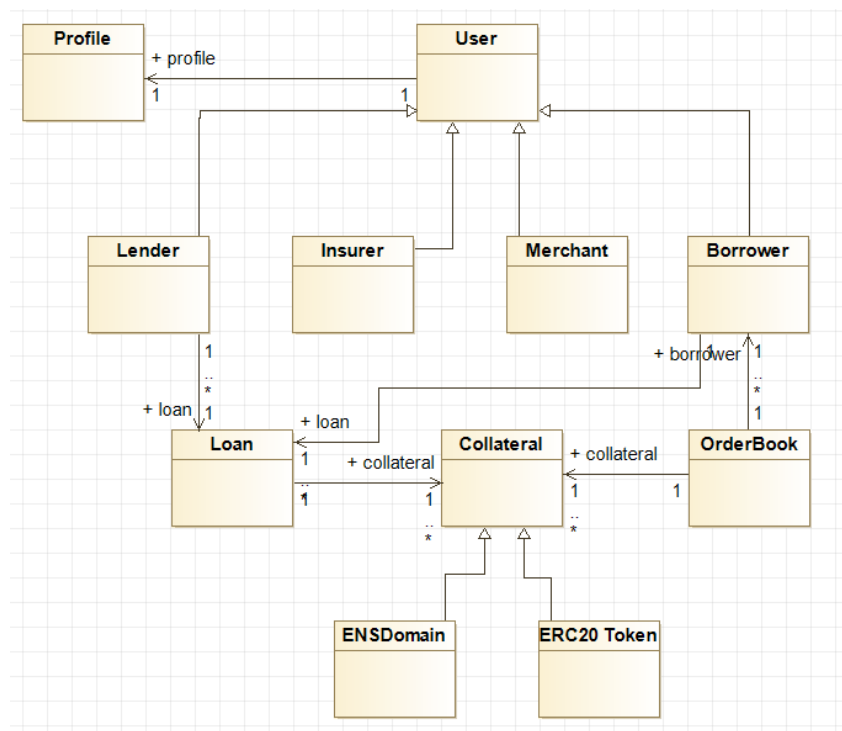 Profile
User
+ profile
1
1
Lender
Insurer
Merchant
Borrower
1
..
*
+ loan
1
1
+ borrower
1
..
*
1
+ loan
1
..
*
Loan
Collateral
OrderBook
+ collateral
1
1
..
*
+ collateral
1
..
*
1
ENSDomain
ERC20 Token